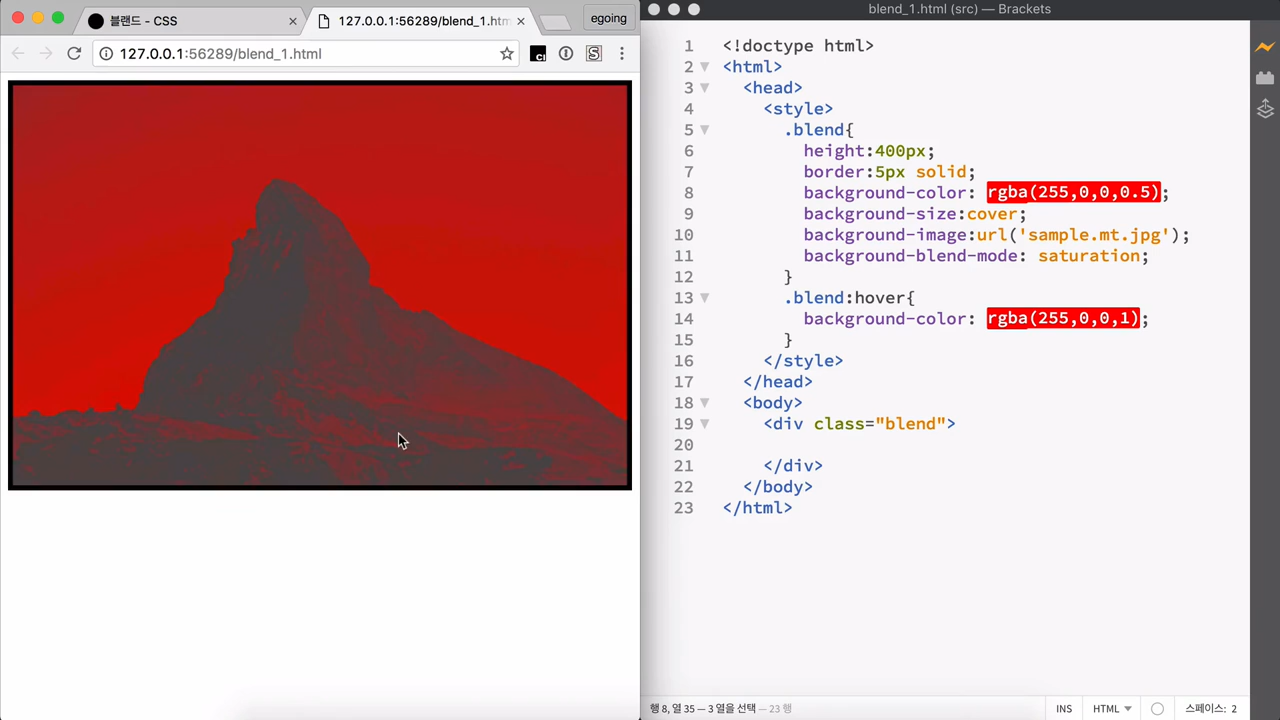 블랜드 - CSS
127.0.0.1:56289/blend_1.htm
egoing
127.0.0.1:56289/blend_1.html
blend_1.html (src) — Brackets
1 <!doctype html>
2 <html>
3 <head>
4 <style>
5 .blend{
6 height:400px;
7 border:5px solid;
8 background-color: rgba(255,0,0,0.5);
9 background-size:cover;
10 background-image:url('sample.mt.jpg');
11 background-blend-mode: saturation;
12 }
13 .blend:hover{
14 background-color: rgba(255,0,0,1);
15 }
16 </style>
17 </head>
18 <body>
19 <div class="blend">
20
21 </div>
22 </body>
23 </html>
행 8, 열 35 — 3 열을 선택 — 23 행
INS
HTML
스페이스: 2